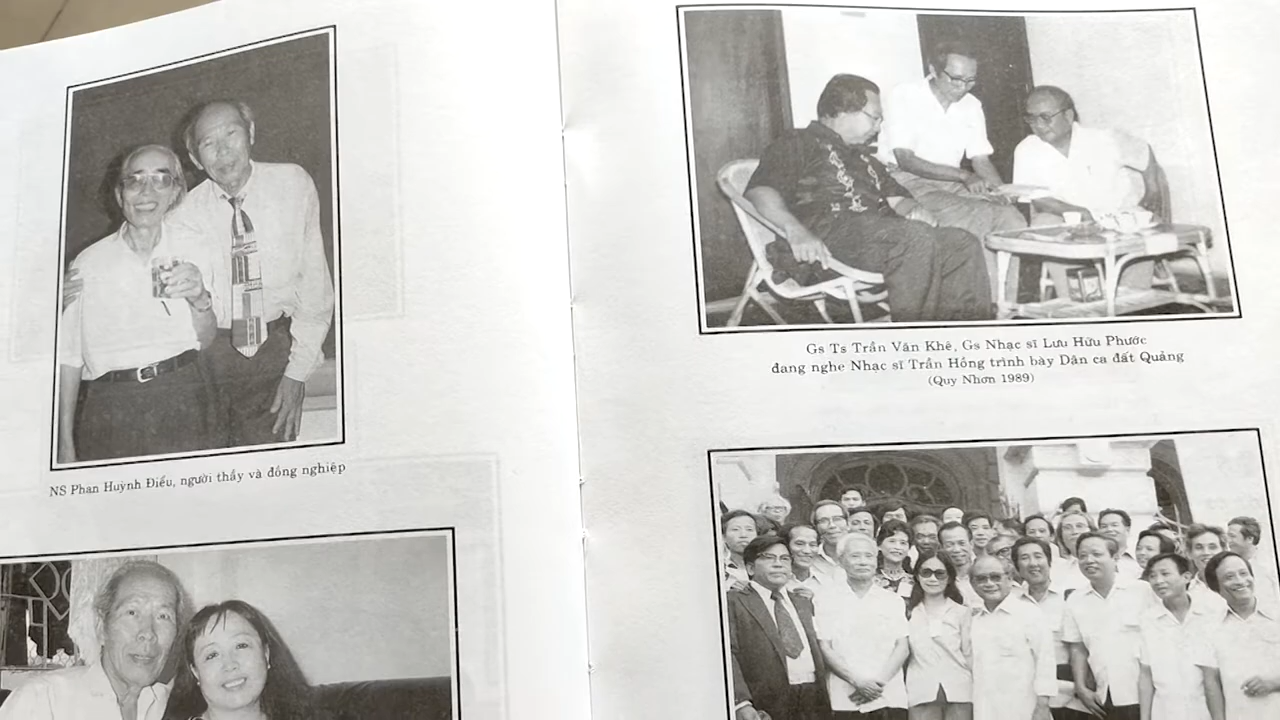 NS Phan Huỳnh Điểu, người thầy và đồng nghiệp
Gs Ts Trần Văn Khê, Gs Nhạc sĩ Lưu Hữu Phước
đang nghe Nhạc sĩ Trần Hồng trình bày Dân ca đất Quảng
(Quy Nhơn 1989)